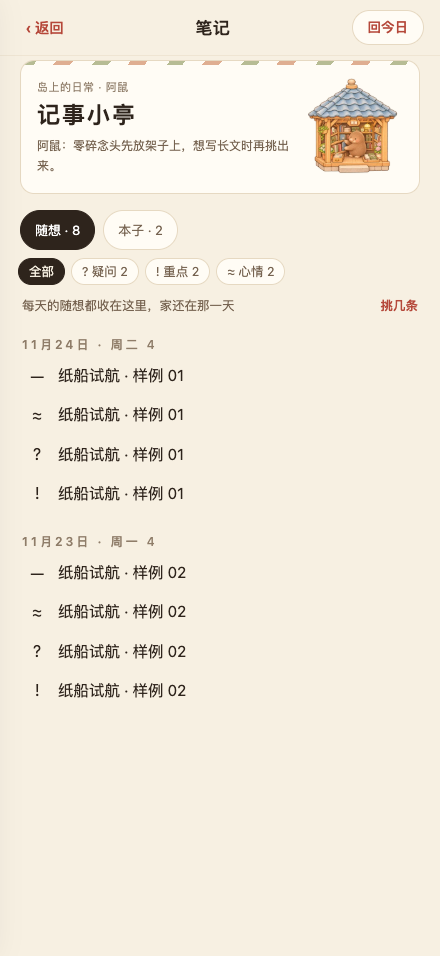 ‹ 返回
笔记
回今日
岛上的日常 · 阿鼠
记事小亭
阿鼠：零碎念头先放架子上，想写长文时再挑出
来。
随想 · 8
本子 · 2
全部
? 疑问 2
! 重点 2
≈ 心情 2
每天的随想都收在这里，家还在那一天
挑几条
11月24日 · 周二 4
— 纸船试航 · 样例 01
≈ 纸船试航 · 样例 01
? 纸船试航 · 样例 01
! 纸船试航 · 样例 01
11月23日 · 周一 4
— 纸船试航 · 样例 02
≈ 纸船试航 · 样例 02
? 纸船试航 · 样例 02
! 纸船试航 · 样例 02